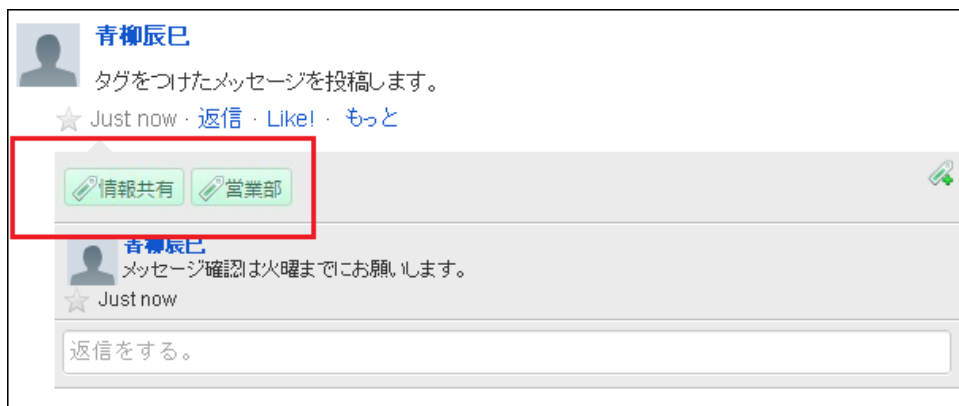 青柳辰巳
タグをつけたメッセージを投稿します。
Just now · 返信 · Like! · もっと
情報共有 営業部
青柳辰巳
メッセージ確認は火曜までにお願いします。
Just now
返信をする。